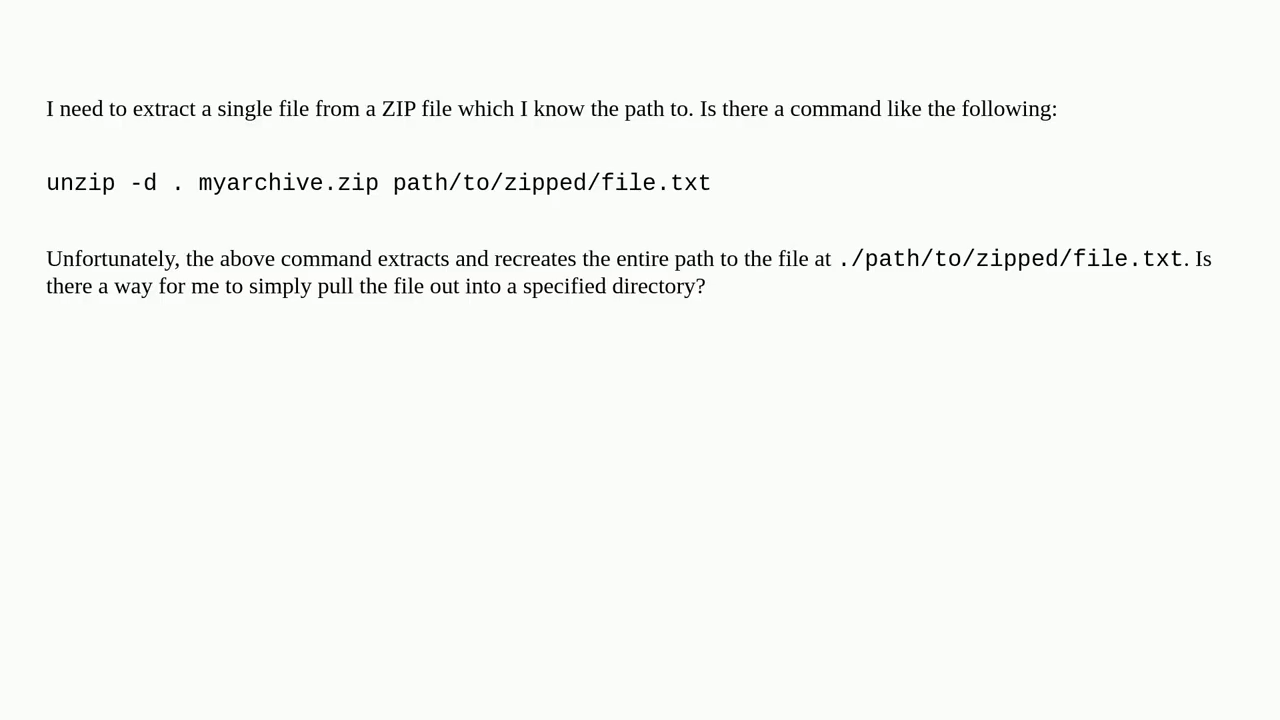 I need to extract a single file from a ZIP file which I know the path to. Is there a command like the following:
unzip -d . myarchive.zip path/to/zipped/file.txt
Unfortunately, the above command extracts and recreates the entire path to the file at ./path/to/zipped/file.txt. Is
there a way for me to simply pull the file out into a specified directory?